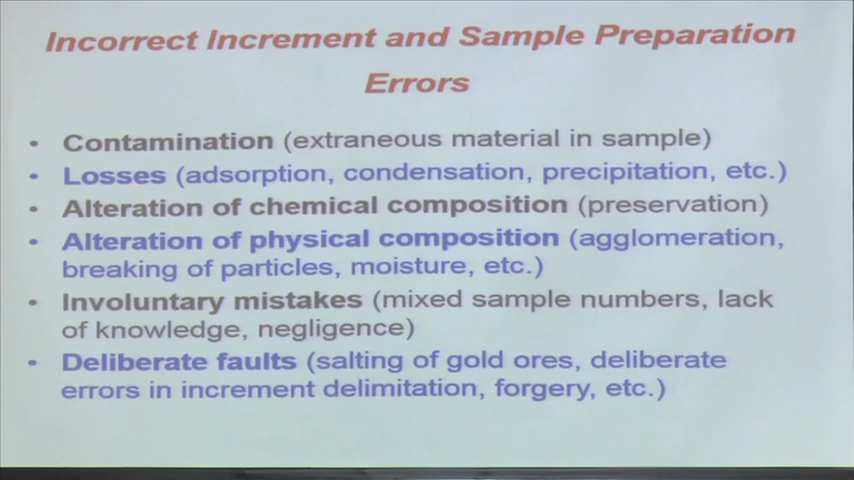 Incorrect Increment and Sample Preparation
Errors
• Contamination (extraneous material in sample)
• Losses (adsorption, condensation, precipitation, etc.)
• Alteration of chemical composition (preservation)
• Alteration of physical composition (agglomeration,
breaking of particles, moisture, etc.)
• Involuntary mistakes (mixed sample numbers, lack
of knowledge, negligence)
• Deliberate faults (salting of gold ores, deliberate
errors in increment delimitation, forgery, etc.)